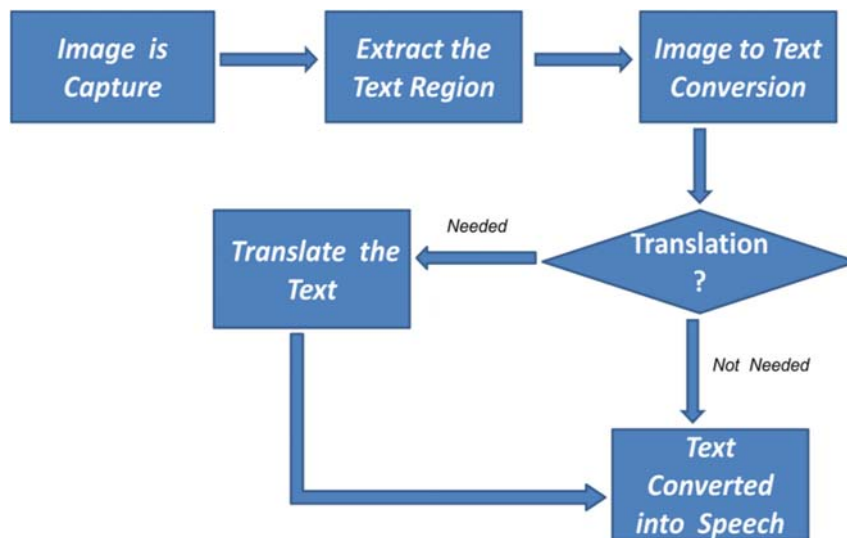 Image is
Capture
Extract the
Text Region
Image to Text
Conversion
Translation
?
Needed
Translate the
Text
Not Needed
Text
Converted
into Speech